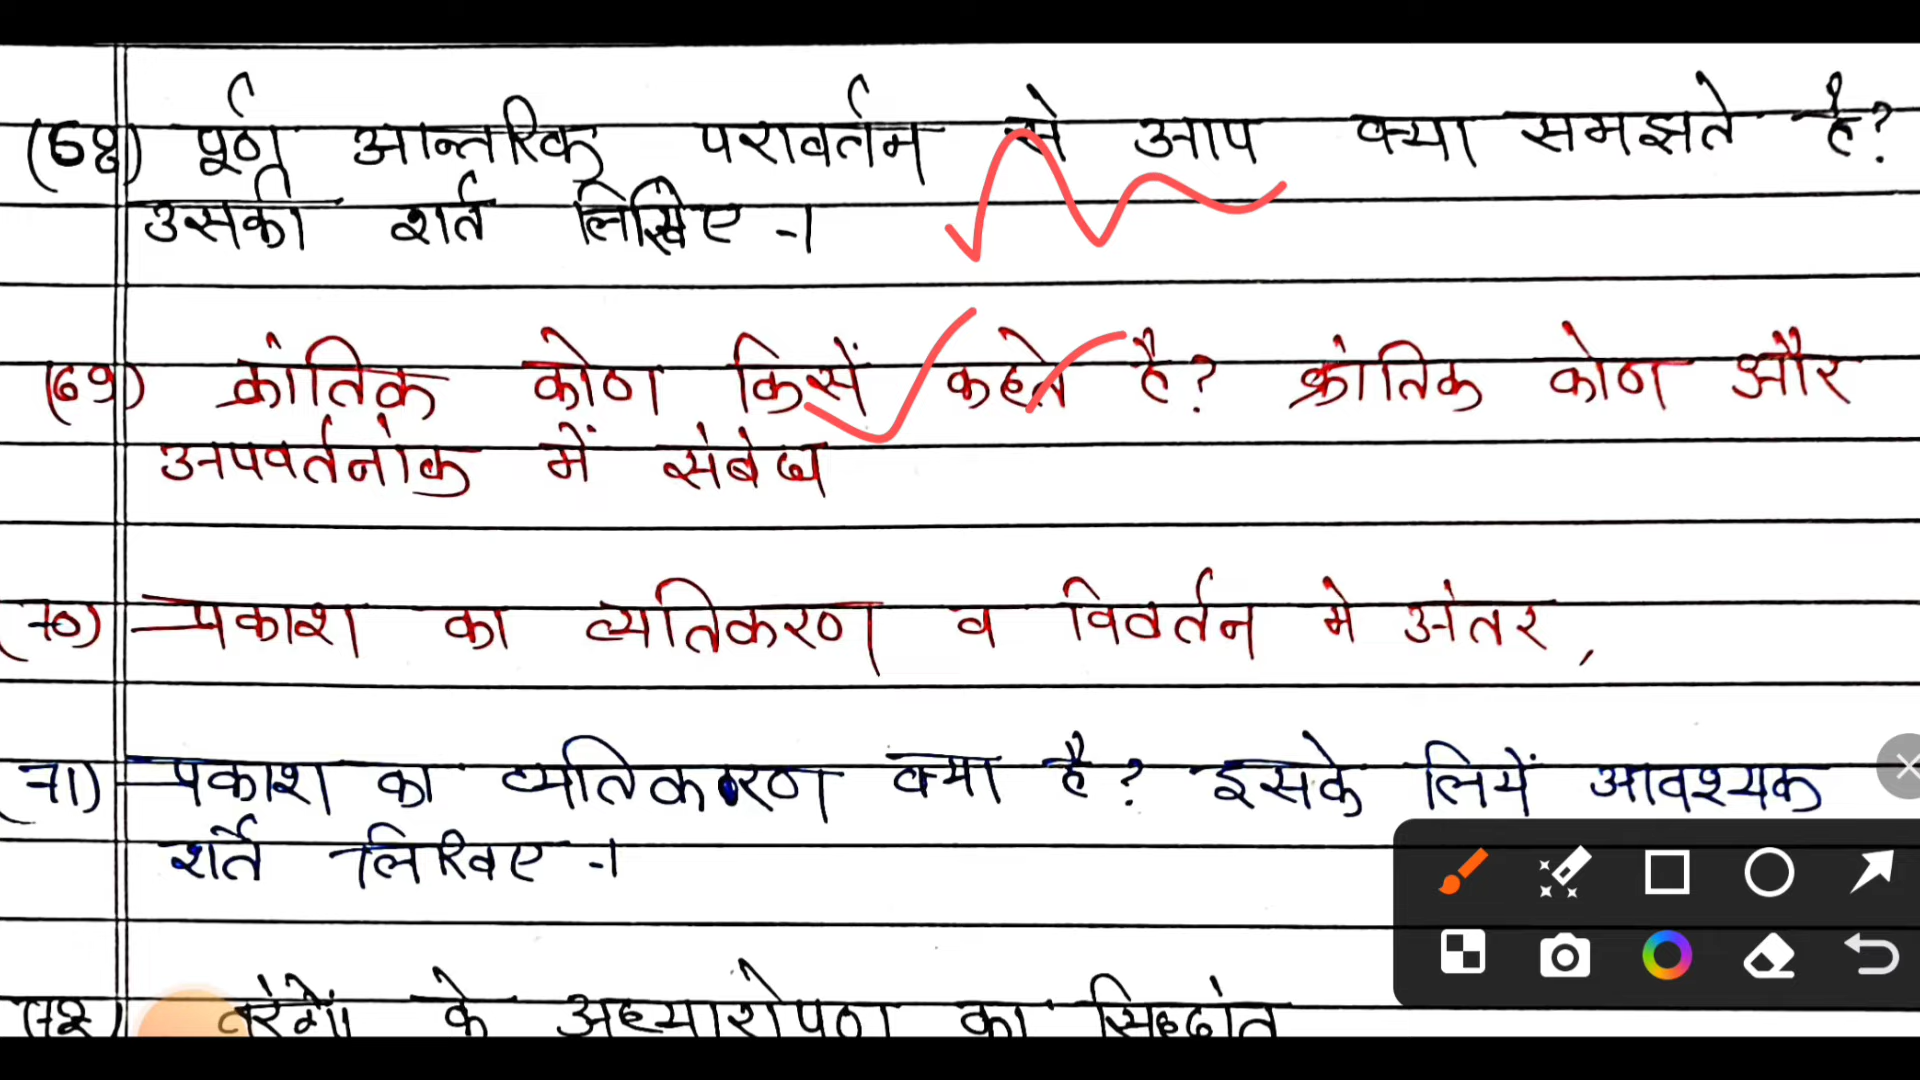 (68) पूर्ण आन्तरिक परावर्तन से आप क्या समझते है?
उसकी शर्त लिखिए -।
(69) क्रांतिक कोण किसें कहते है? क्रांतिक कोण और
अपवर्तनांक में संबंध
(70) प्रकाश का व्यतिकरण व विवर्तन मे अंतर,
(71) प्रकाश का व्यतिकरण क्या है? इसके लियें आवश्यक
शर्ते लिखिए -।
(72) तरंगों के अध्यारोपण का सिद्धांत